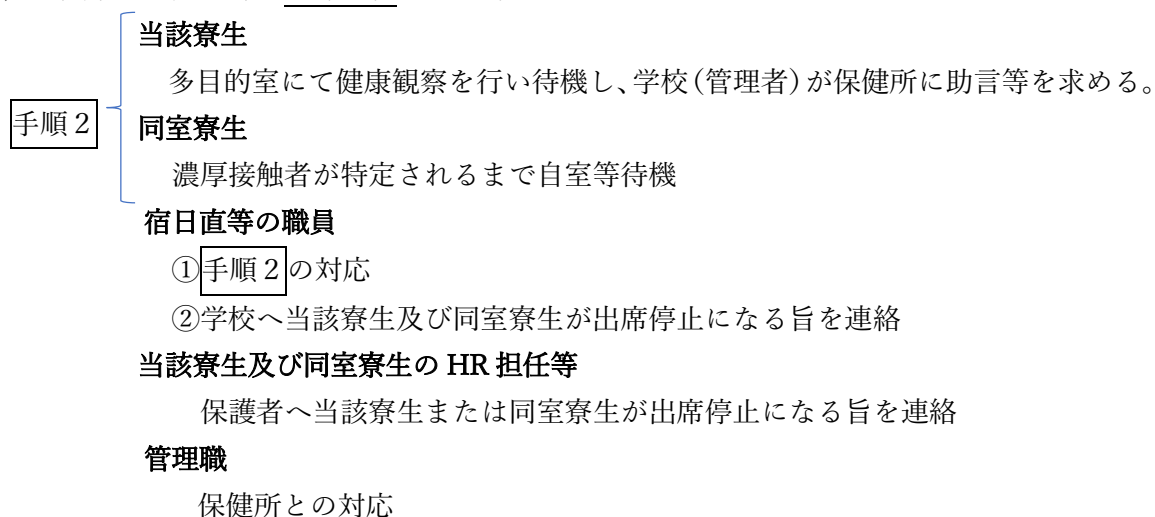 当該寮生
多目的室にて健康観察を行い待機し、学校(管理者)が保健所に助言等を求める。
手順２
同室寮生
濃厚接触者が特定されるまで自室等待機
宿日直等の職員
①手順２の対応
②学校へ当該寮生及び同室寮生が出席停止になる旨を連絡
当該寮生及び同室寮生の HR 担任等
保護者へ当該寮生または同室寮生が出席停止になる旨を連絡
管理職
保健所との対応